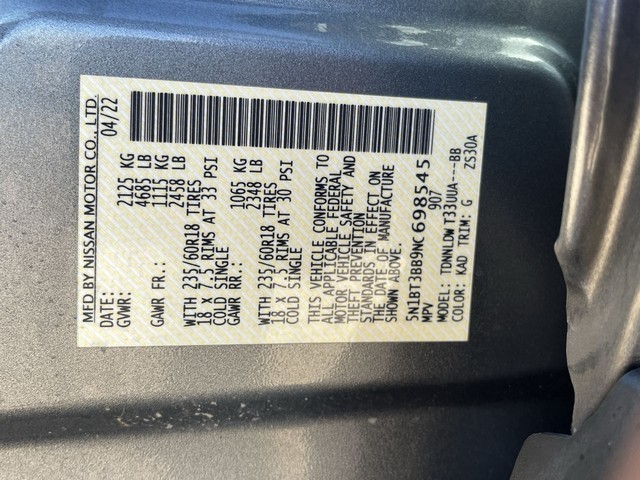 MFD BY NISSAN MOTOR CO., LTD.
DATE: 04/22
GVWR: 2125 KG
4685 LB
GAWR FR.: 1115 KG
2458 LB
WITH 235/60R18 TIRES
18 X 7.5 RIMS AT 33 PSI
COLD SINGLE
GAWR RR.: 1065 KG
2348 LB
WITH 235/60R18 TIRES
18 X 7.5 RIMS AT 30 PSI
COLD SINGLE
THIS VEHICLE CONFORMS TO
ALL APPLICABLE FEDERAL
MOTOR VEHICLE SAFETY AND
THEFT PREVENTION
STANDARDS IN EFFECT ON
THE DATE OF MANUFACTURE
SHOWN ABOVE.
5N1BT3BB9NC698545
MPV 907
MODEL: TDNNLDW T33UUA---BB
COLOR: KAD TRIM: G ZS30A